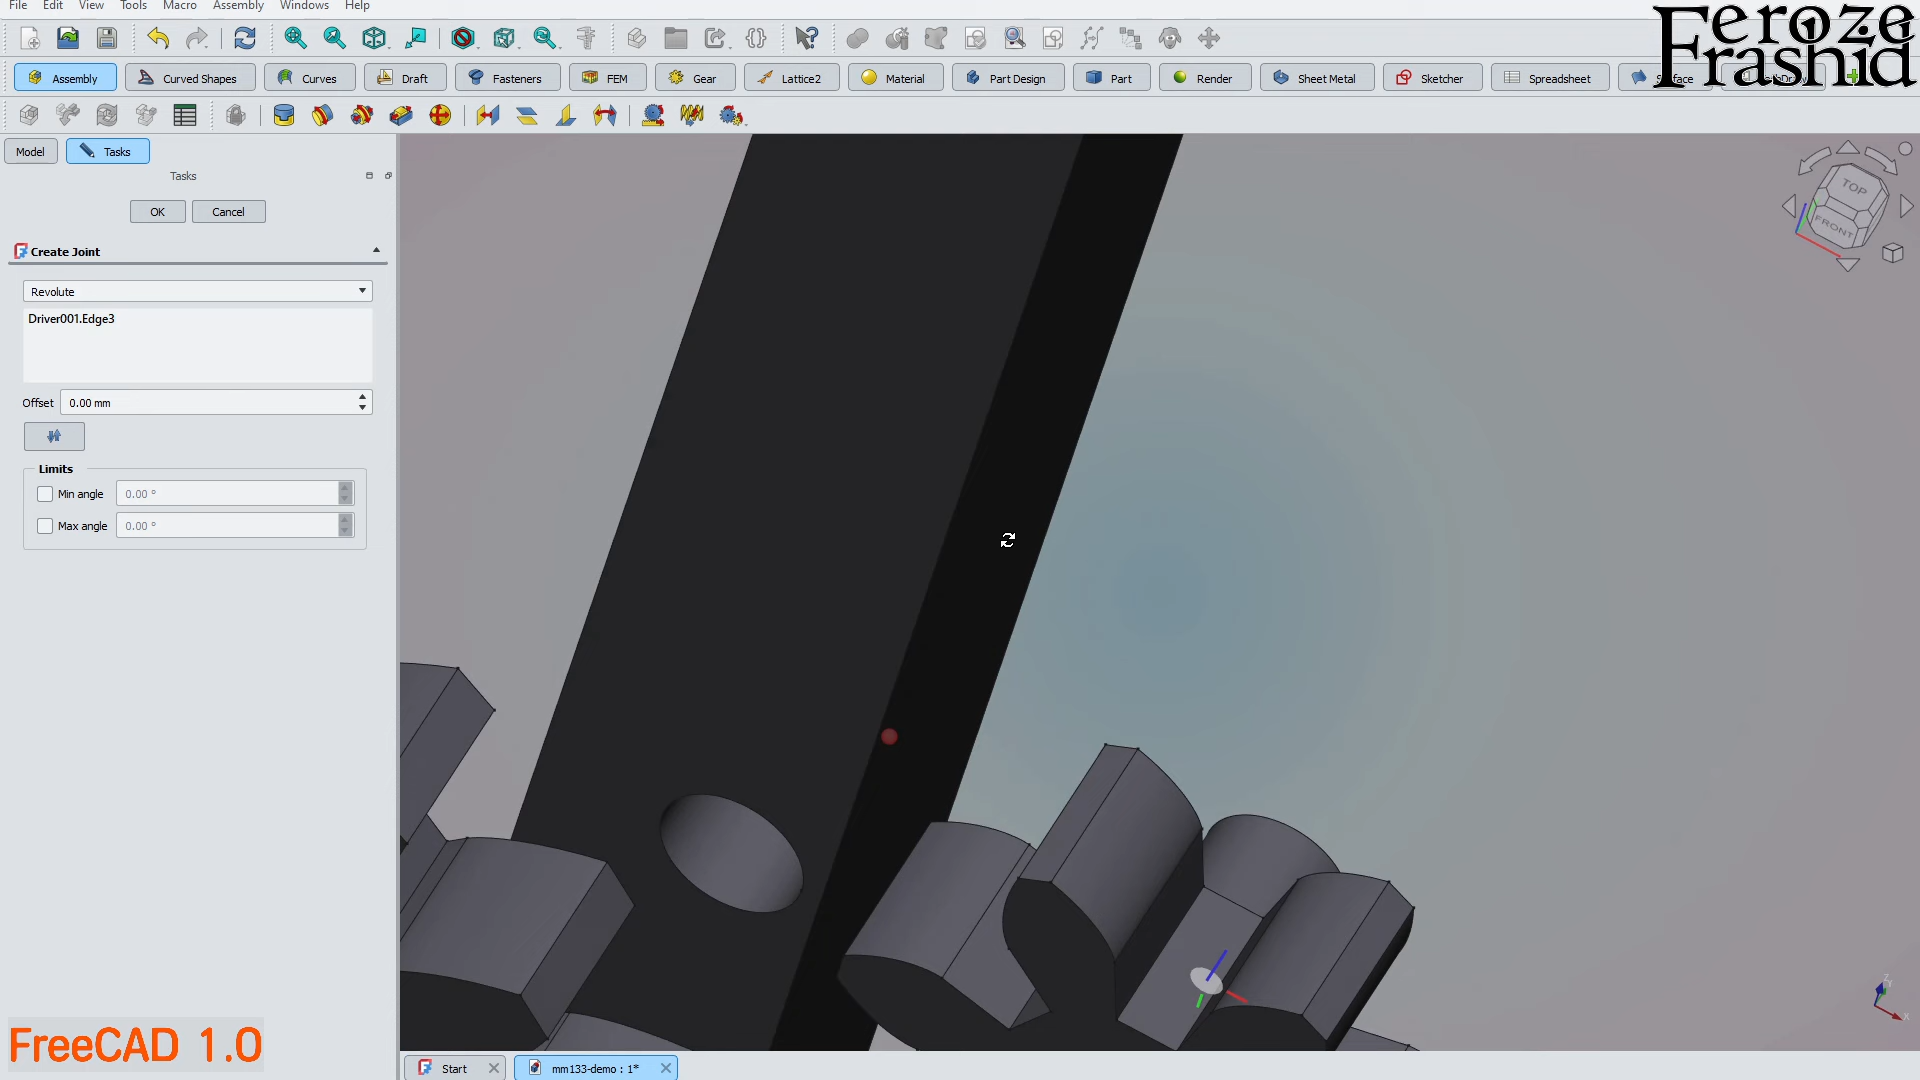 File Edit View Tools Macro Assembly Windows Help
Feroze
Frashid
Assembly Curved Shapes Curves Draft Fasteners FEM Gear Lattice2 Material Part Design Part Render Sheet Metal Sketcher Spreadsheet
Model Tasks
Tasks
OK Cancel
Create Joint
Revolute
Driver001.Edge3
Offset 0.00 mm
Limits
Min angle 0.00 °
Max angle 0.00 °
TOP
FRONT
Z
Y
X
FreeCAD 1.0
Start mm133-demo : 1*